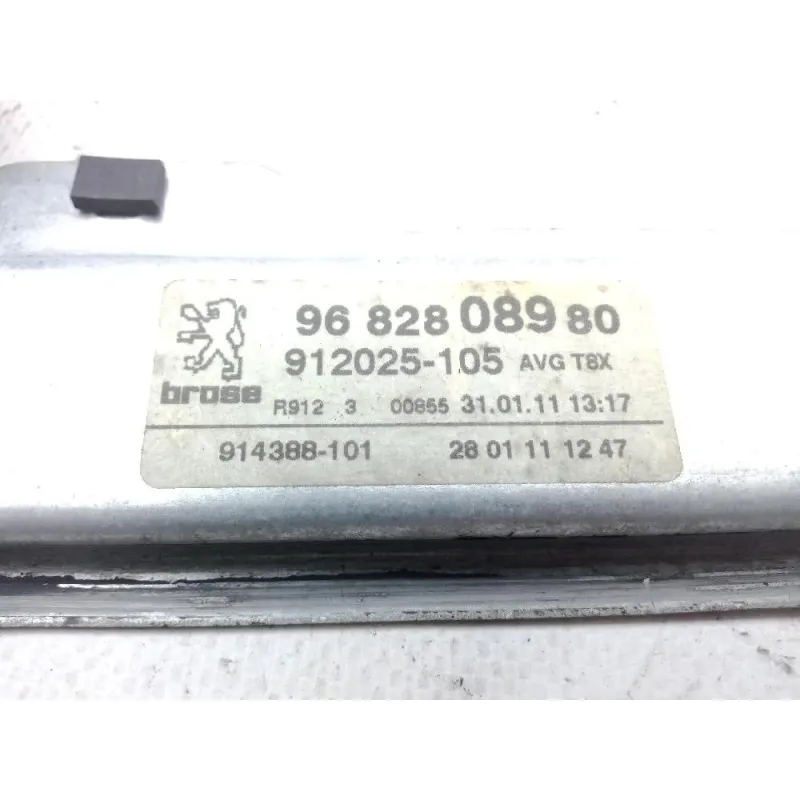 96 828 089 80
912025-105 AVG T8X
brose
R912 3 00855 31.01.11 13:17
914388-101 28 01 11 12 47